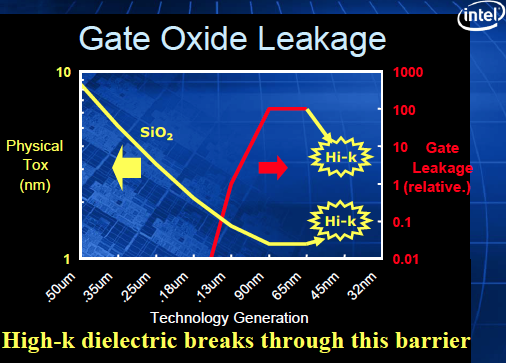 intel
Gate Oxide Leakage
10
1000
100
SiO₂
Physical
Tox
(nm)
Hi-k
10
Gate
Leakage
1
(relative.)
Hi-k
0.1
1
0.01
.50um
.35um
.25um
.18um
.13um
90nm
65nm
45nm
32nm
Technology Generation
High-k dielectric breaks through this barrier